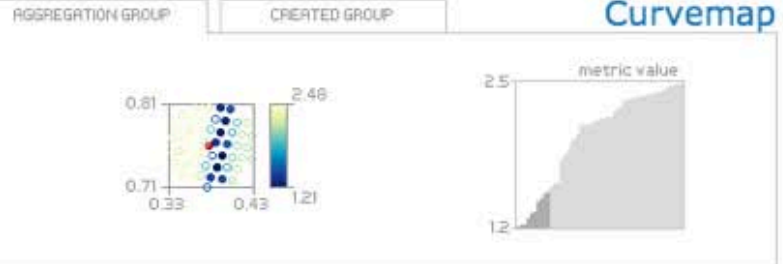 Curvemap
AGGREGATION GROUP
CREATED GROUP
metric value
2.5
1.2
0.81
0.71
0.33
0.43
2.48
1.21